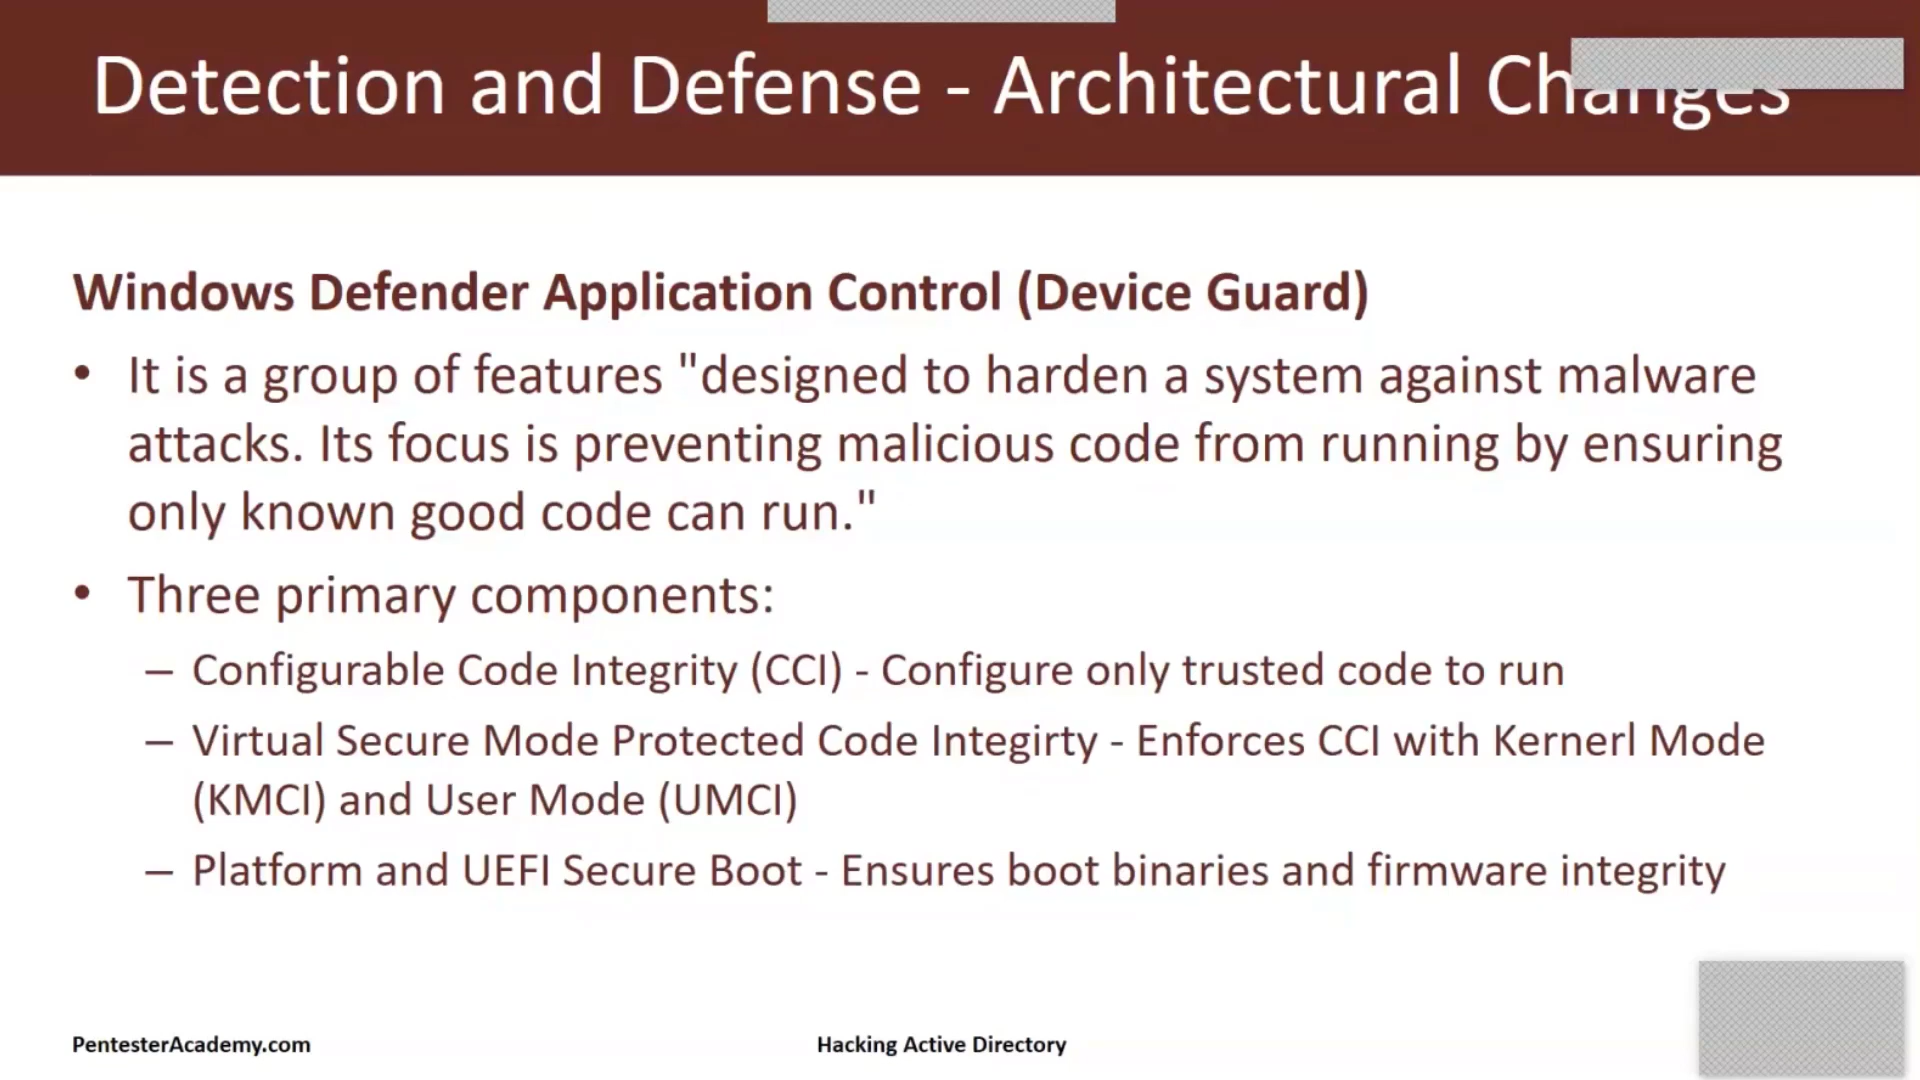 Detection and Defense - Architectural Changes
Windows Defender Application Control (Device Guard)
• It is a group of features "designed to harden a system against malware
attacks. Its focus is preventing malicious code from running by ensuring
only known good code can run."
• Three primary components:
– Configurable Code Integrity (CCI) - Configure only trusted code to run
– Virtual Secure Mode Protected Code Integirty - Enforces CCI with Kernerl Mode
(KMCI) and User Mode (UMCI)
– Platform and UEFI Secure Boot - Ensures boot binaries and firmware integrity
PentesterAcademy.com
Hacking Active Directory